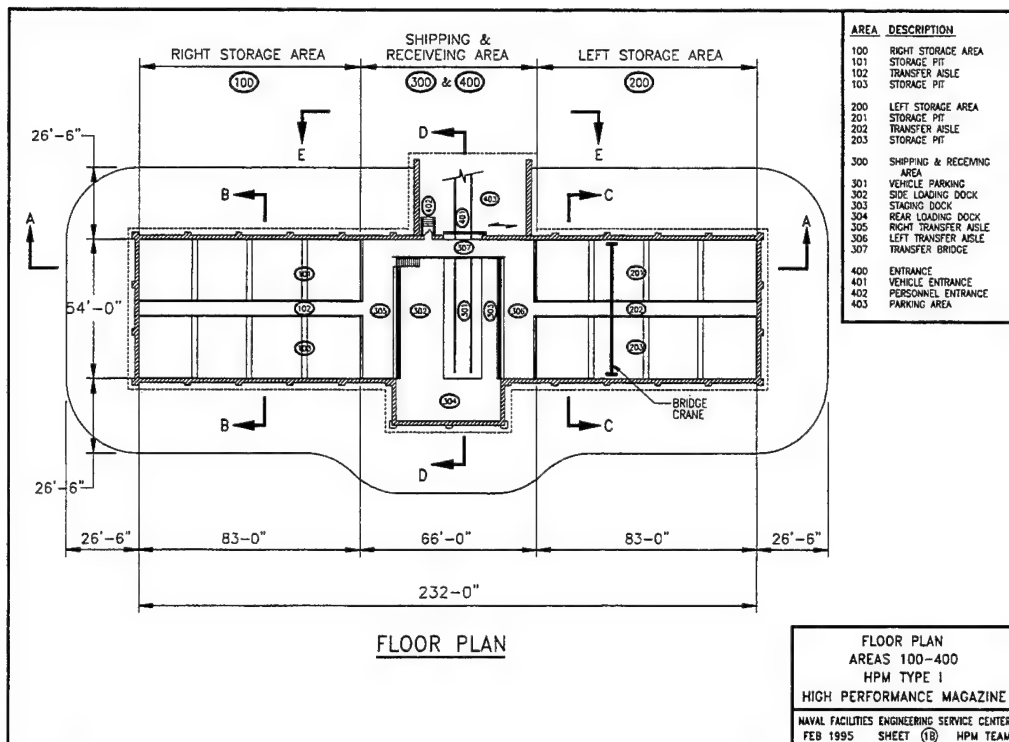 SHIPPING &
RIGHT STORAGE AREA RECEIVEING AREA LEFT STORAGE AREA
100 300 & 400 200
26'-6"
D
E E
B C
A A
402 401 403
307
101 201
54'-0"
102 305 302 301 303 306 202
103 203
304
BRIDGE
CRANE
B C
D
26'-6"
26'-6" 83'-0" 66'-0" 83'-0" 26'-6"
232-0"
FLOOR PLAN
AREA DESCRIPTION
100 RIGHT STORAGE AREA
101 STORAGE PIT
102 TRANSFER AISLE
103 STORAGE PIT
200 LEFT STORAGE AREA
201 STORAGE PIT
202 TRANSFER AISLE
203 STORAGE PIT
300 SHIPPING & RECEIVING
AREA
301 VEHICLE PARKING
302 SIDE LOADING DOCK
303 STAGING DOCK
304 REAR LOADING DOCK
305 RIGHT TRANSFER AISLE
306 LEFT TRANSFER AISLE
307 TRANSFER BRIDGE
400 ENTRANCE
401 VEHICLE ENTRANCE
402 PERSONNEL ENTRANCE
403 PARKING AREA
FLOOR PLAN
AREAS 100-400
HPM TYPE I
HIGH PERFORMANCE MAGAZINE
NAVAL FACILITIES ENGINEERING SERVICE CENTER
FEB 1995 SHEET 1B HPM TEAM